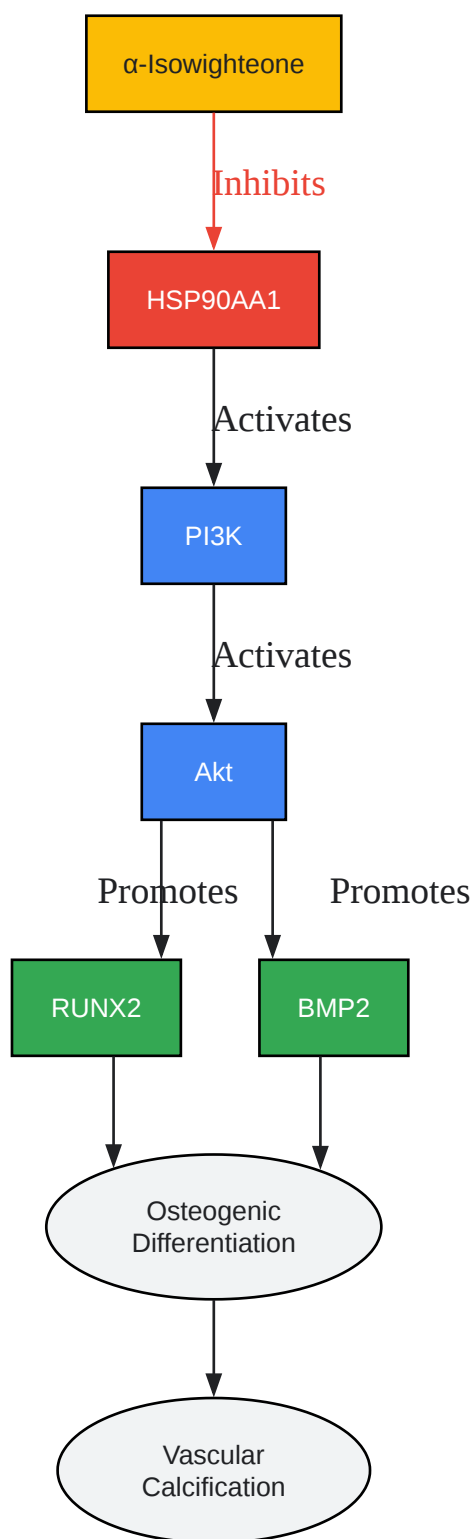 α-Isowighteone
Inhibits
HSP90AA1
Activates
PI3K
Activates
Akt
Promotes
Promotes
RUNX2
BMP2
Osteogenic
Differentiation
Vascular
Calcification